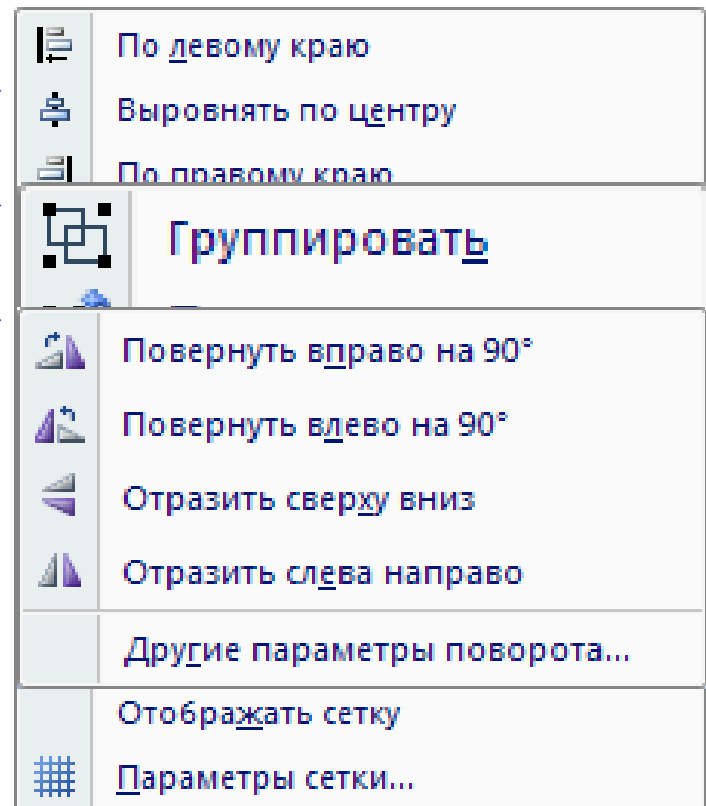 По левому краю
Выровнять по центру
По правому краю
Группировать
Повернуть вправо на 90°
Повернуть влево на 90°
Отразить сверху вниз
Отразить слева направо
Другие параметры поворота...
Отображать сетку
Параметры сетки...